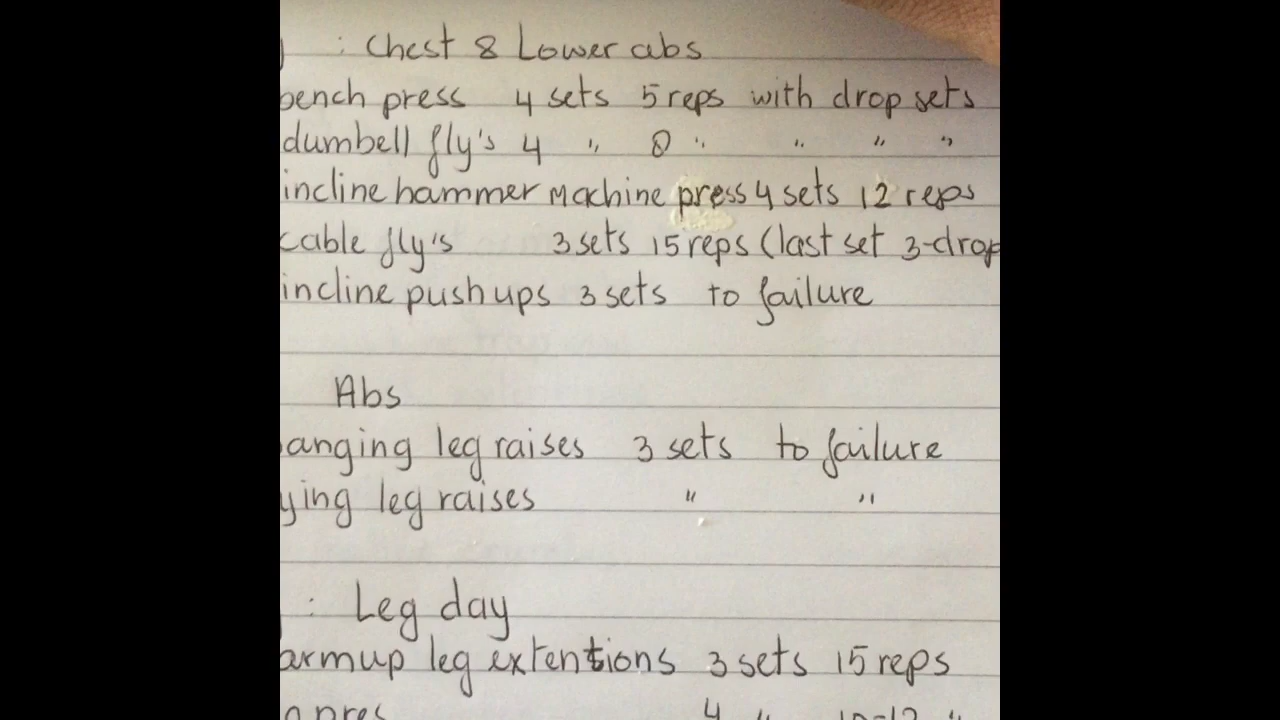 : Chest & Lower abs
bench press 4 sets 5 reps with drop sets
dumbell fly's 4 " 8 " " " "
incline hammer machine press 4 sets 12 reps
cable fly's 3 sets 15 reps (last set 3-drop
incline push ups 3 sets to failure
Abs
anging leg raises 3 sets to failure
ying leg raises " "
: Leg day
armup leg extentions 3 sets 15 reps
4 "